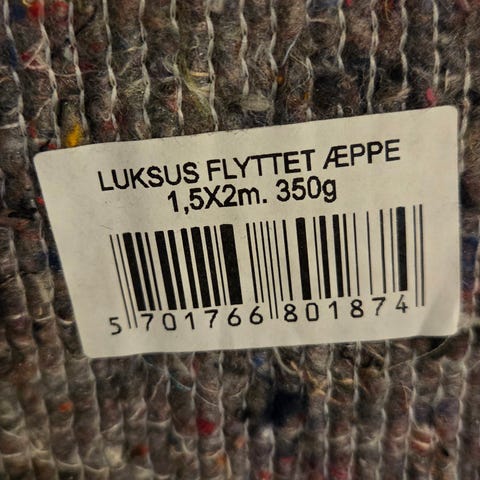 LUKSUS FLYTTET ÆPPE
1,5X2m. 350g
5 701766 801874